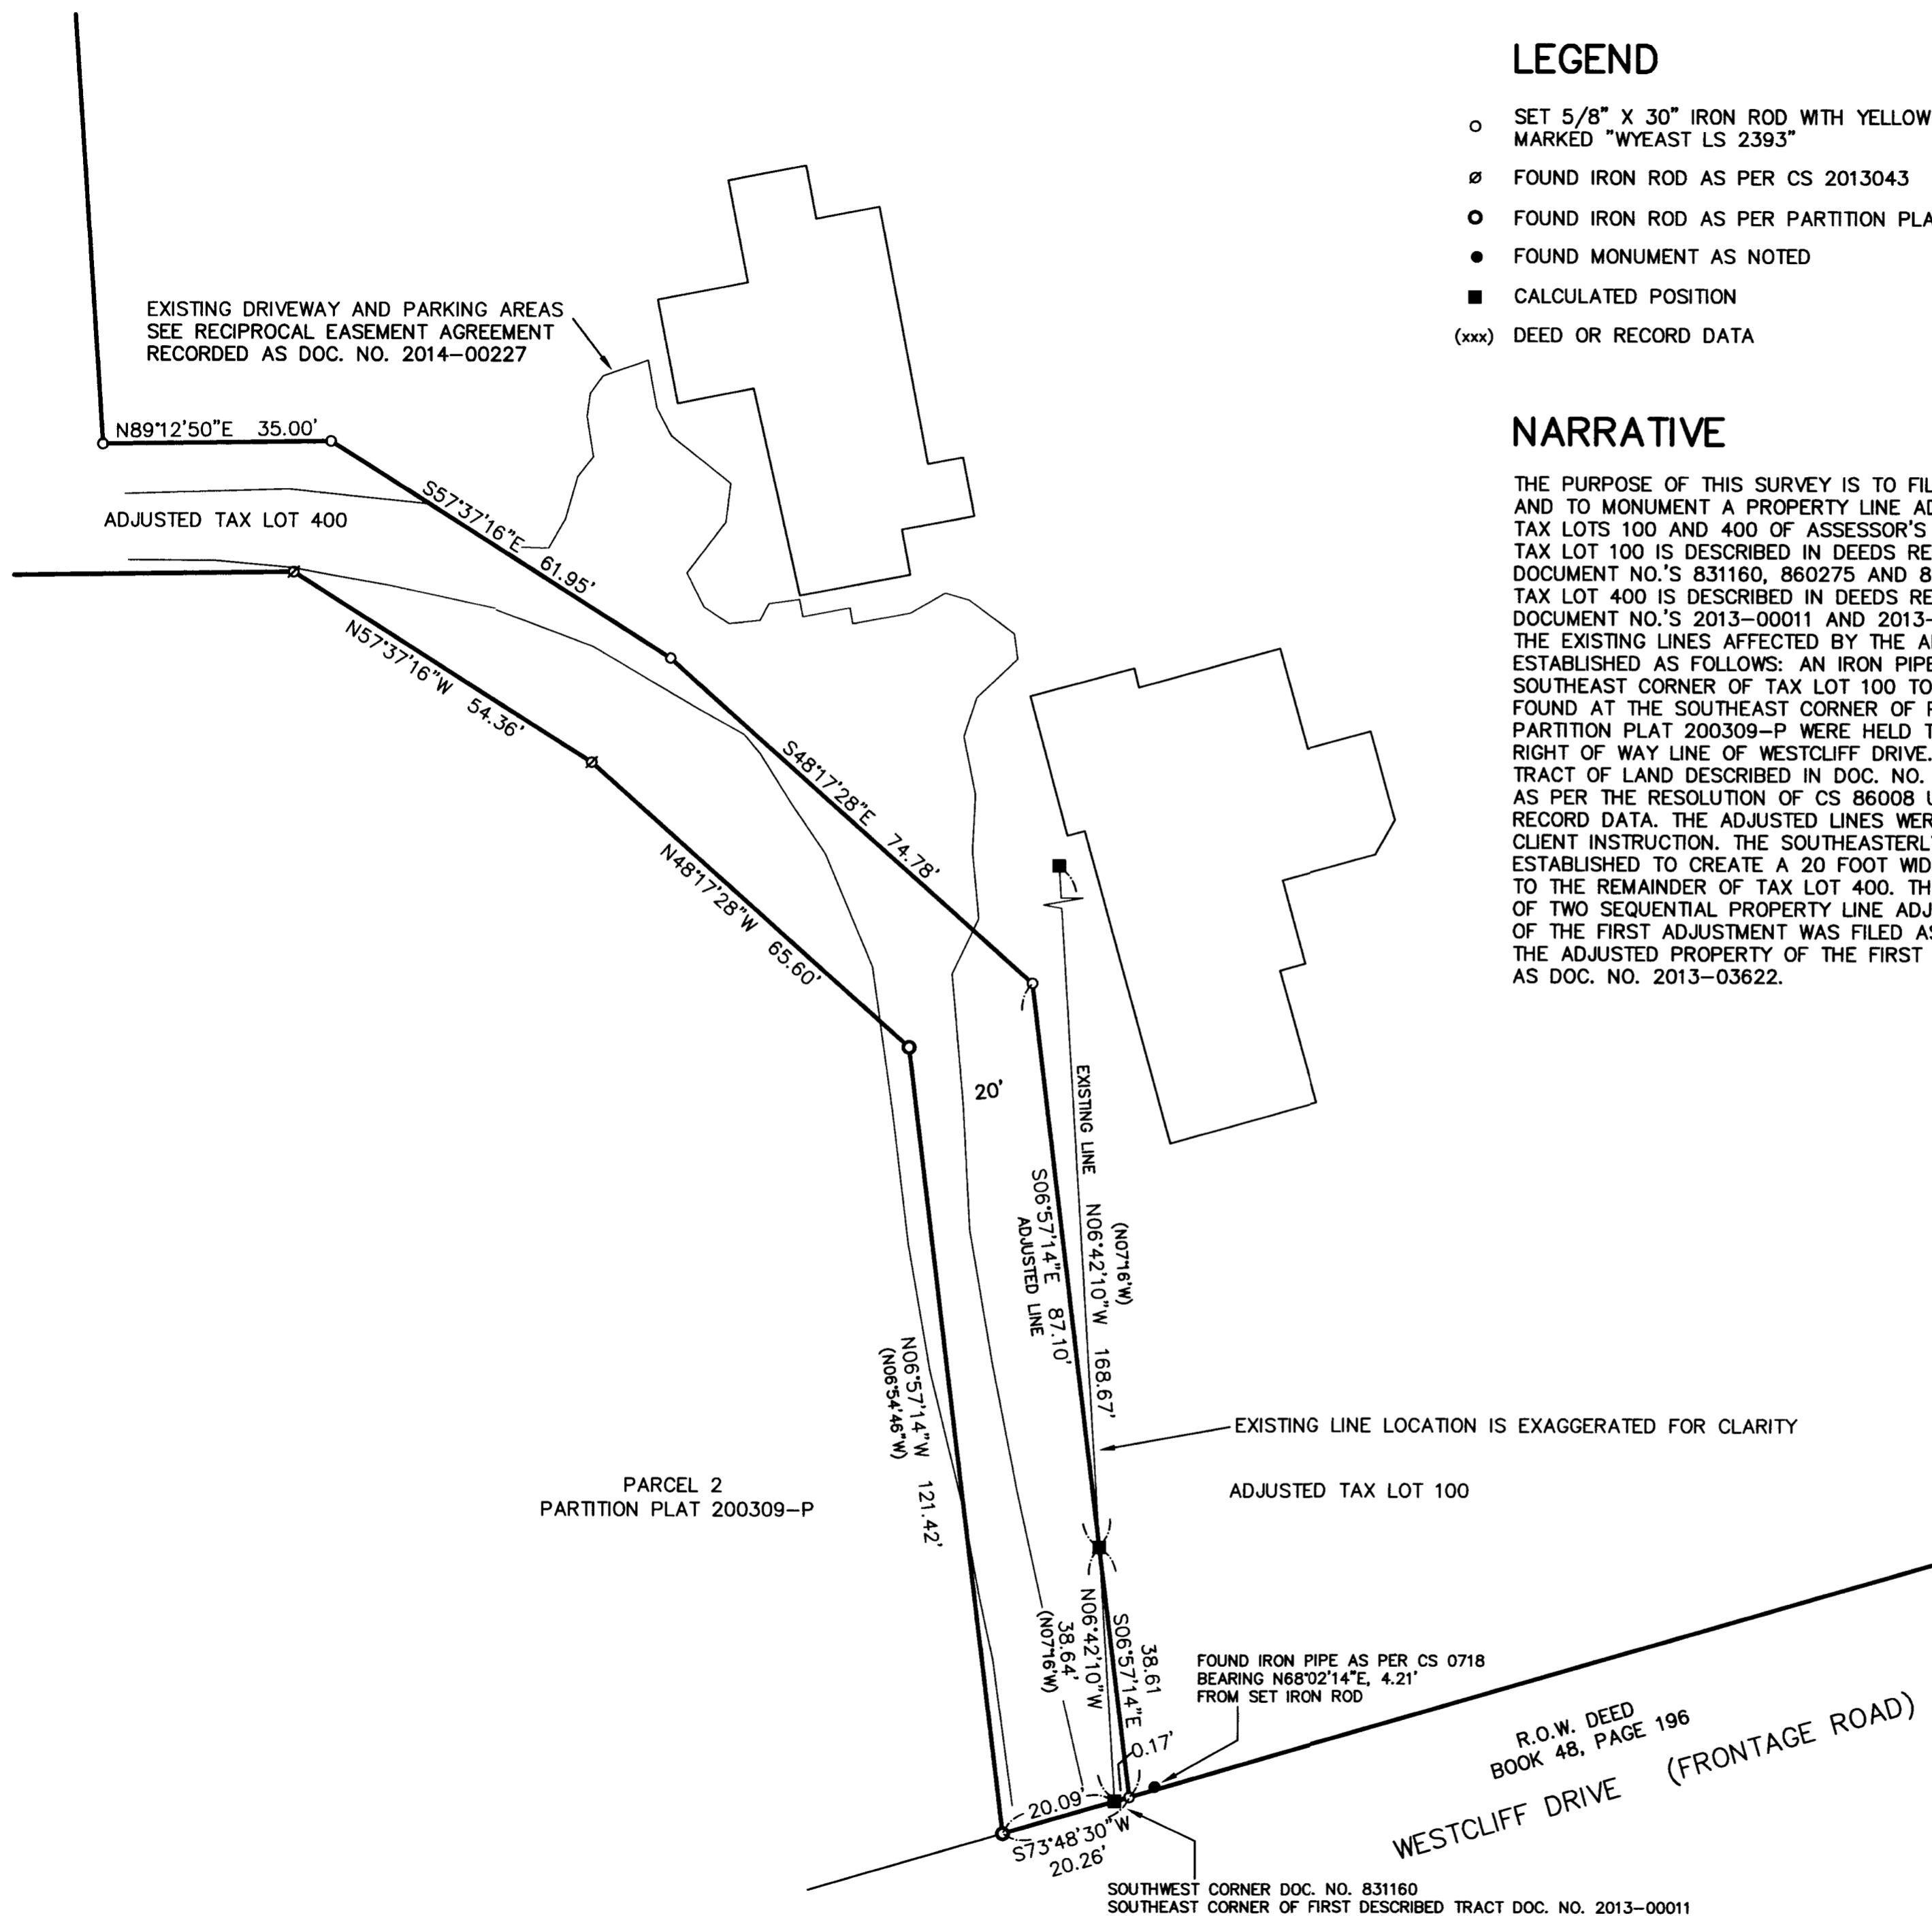 LEGEND
SET 5/8" X 30" IRON ROD WITH YELLOW
MARKED "WYEAST LS 2393"
FOUND IRON ROD AS PER CS 2013043
FOUND IRON ROD AS PER PARTITION PLA
FOUND MONUMENT AS NOTED
CALCULATED POSITION
(xxx) DEED OR RECORD DATA
NARRATIVE
THE PURPOSE OF THIS SURVEY IS TO FIL
AND TO MONUMENT A PROPERTY LINE AD
TAX LOTS 100 AND 400 OF ASSESSOR'S
TAX LOT 100 IS DESCRIBED IN DEEDS RE
DOCUMENT NO.'S 831160, 860275 AND 8
TAX LOT 400 IS DESCRIBED IN DEEDS RE
DOCUMENT NO.'S 2013-00011 AND 2013-
THE EXISTING LINES AFFECTED BY THE A
ESTABLISHED AS FOLLOWS: AN IRON PIPE
SOUTHEAST CORNER OF TAX LOT 100 TO
FOUND AT THE SOUTHEAST CORNER OF P
PARTITION PLAT 200309-P WERE HELD T
RIGHT OF WAY LINE OF WESTCLIFF DRIVE.
TRACT OF LAND DESCRIBED IN DOC. NO.
AS PER THE RESOLUTION OF CS 86008 U
RECORD DATA. THE ADJUSTED LINES WER
CLIENT INSTRUCTION. THE SOUTHEASTERL
ESTABLISHED TO CREATE A 20 FOOT WID
TO THE REMAINDER OF TAX LOT 400. TH
OF TWO SEQUENTIAL PROPERTY LINE ADJ
OF THE FIRST ADJUSTMENT WAS FILED AS
THE ADJUSTED PROPERTY OF THE FIRST
AS DOC. NO. 2013-03622.
EXISTING DRIVEWAY AND PARKING AREAS
SEE RECIPROCAL EASEMENT AGREEMENT
RECORDED AS DOC. NO. 2014-00227
N89°12'50"E 35.00'
S57°37'16"E 61.95'
ADJUSTED TAX LOT 400
N57°37'16"W 54.36'
S48°17'28"E 74.78'
N48°17'28"W 65.60'
20'
EXISTING LINE N06°42'10"W 168.67'
(N07°16'W)
S06°57'14"E 87.10'
ADJUSTED LINE
N06°57'14"W 121.42'
(N06°54'46"W)
EXISTING LINE LOCATION IS EXAGGERATED FOR CLARITY
ADJUSTED TAX LOT 100
PARCEL 2
PARTITION PLAT 200309-P
38.61
S06°57'14"E
N06°42'10"W
38.64'
(N07°16'W)
FOUND IRON PIPE AS PER CS 0718
BEARING N68°02'14"E, 4.21'
FROM SET IRON ROD
0.17'
20.09'
S73°48'30"W
20.26'
R.O.W. DEED
BOOK 48, PAGE 196
WESTCLIFF DRIVE (FRONTAGE ROAD)
SOUTHWEST CORNER DOC. NO. 831160
SOUTHEAST CORNER OF FIRST DESCRIBED TRACT DOC. NO. 2013-00011